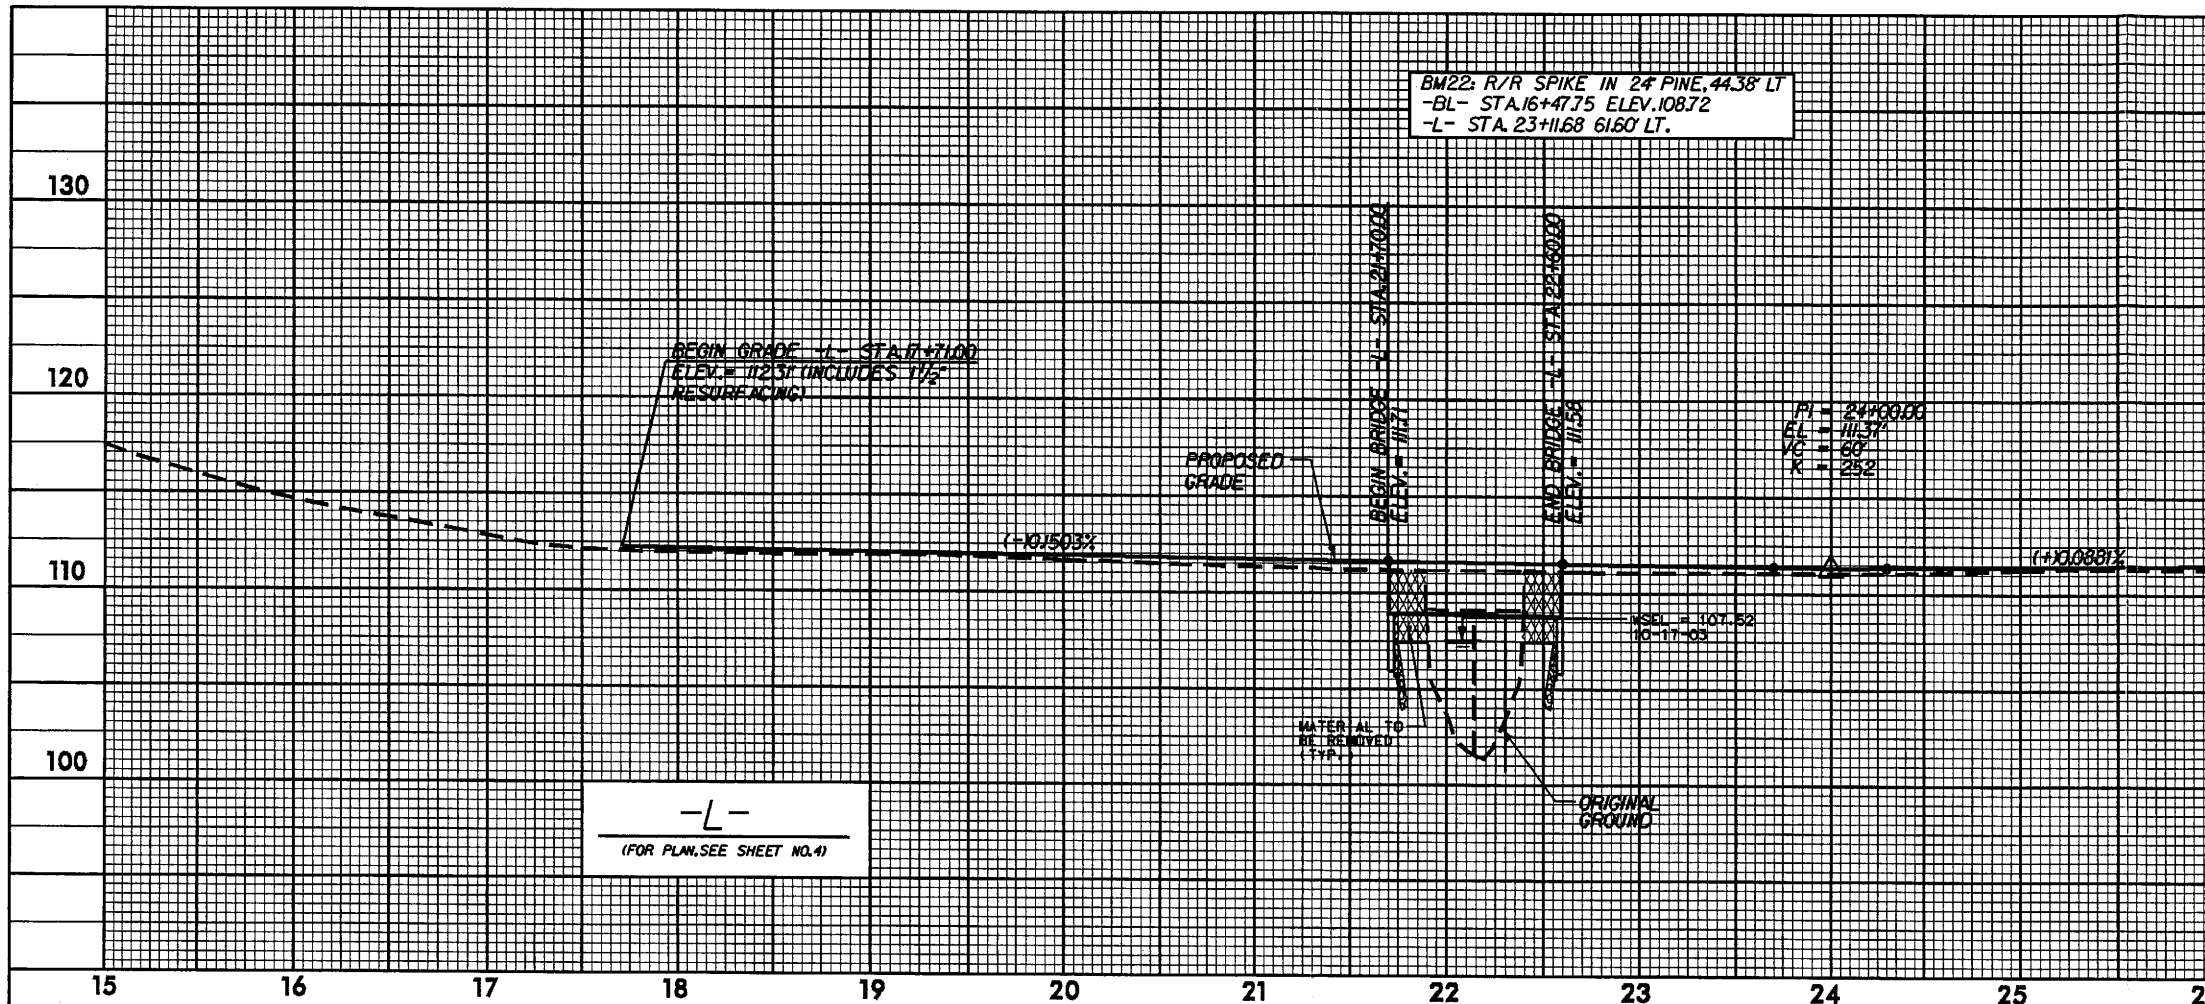 BM22: R/R SPIKE IN 24" PINE, 44.38' LT
-BL- STA.16+47.75 ELEV.108.72
-L- STA. 23+11.68 61.60' LT.
130
120
110
100
BEGIN GRADE -L- STA.17+71.00
ELEV.= 112.31' (INCLUDES 1 1/2"
RESURFACING)
BEGIN BRIDGE -L- STA.21+70.00
ELEV.= 111.71
END BRIDGE -L- STA.22+60.00
ELEV.= 111.58
PI = 24+00.00
EL = 111.37'
VC = 60'
K = 252
PROPOSED
GRADE
(-)0.1503%
(+)0.0881%
WSEL = 107.52
10-17-03
MATERIAL TO
BE REMOVED
(TYP.)
ORIGINAL
GROUND
-L-
(FOR PLAN, SEE SHEET NO.4)
15 16 17 18 19 20 21 22 23 24 25 2